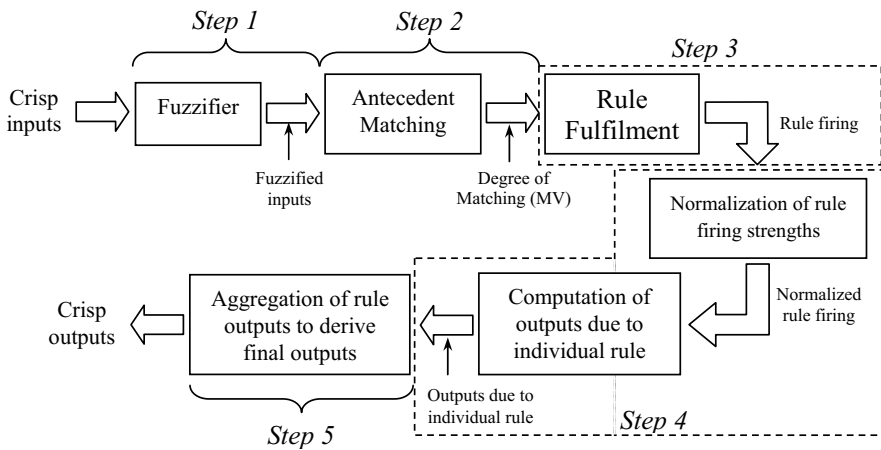 Step 1
Step 2
Step 3
Crisp
inputs
Fuzzifier
Fuzzified
inputs
Antecedent
Matching
Degree of
Matching (MV)
Rule
Fulfilment
Rule firing
Normalization of rule
firing strengths
Normalized
rule firing
Computation of
outputs due to
individual rule
Outputs due to
individual rule
Step 4
Aggregation of rule
outputs to derive
final outputs
Step 5
Crisp
outputs